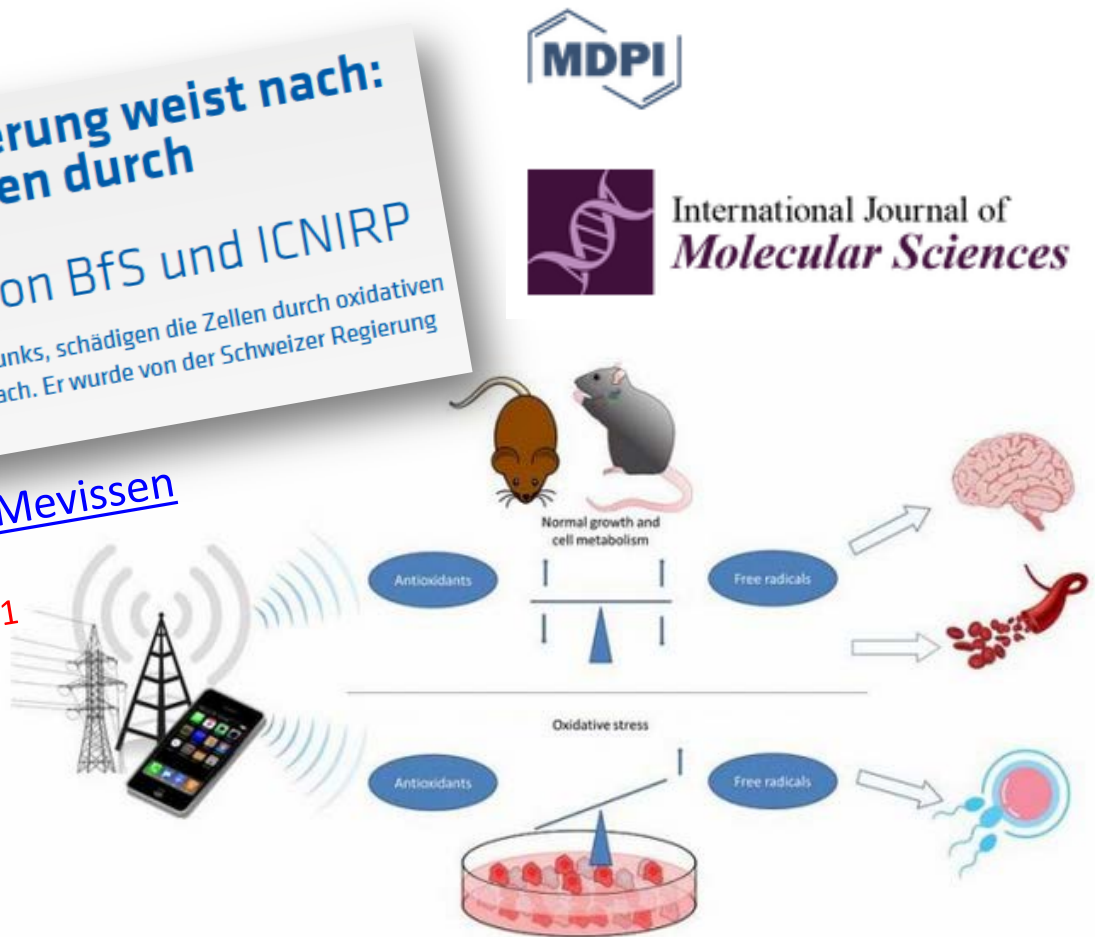 MDPI
erung weist nach:
en durch
on BfS und ICNIRP
unks, schädigen die Zellen durch oxidativen
ach. Er wurde von der Schweizer Regierung
International Journal of
Molecular Sciences
Mevissen
1
Normal growth and
cell metabolism
Antioxidants
Free radicals
Oxidative stress
Antioxidants
Free radicals